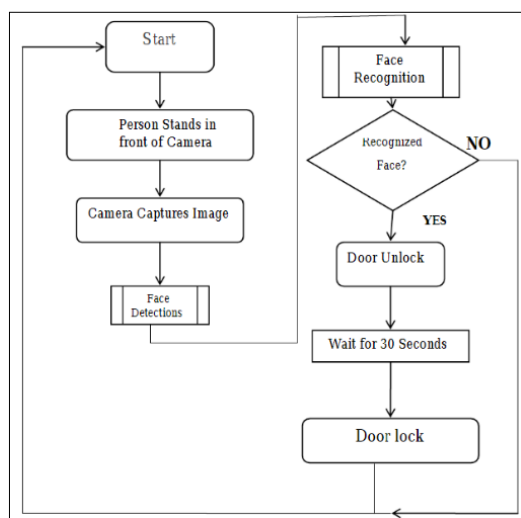 Start
Person Stands in
front of Camera
Camera Captures Image
Face
Detections
Face
Recognition
Recognized
Face?
NO
YES
Door Unlock
Wait for 30 Seconds
Door lock